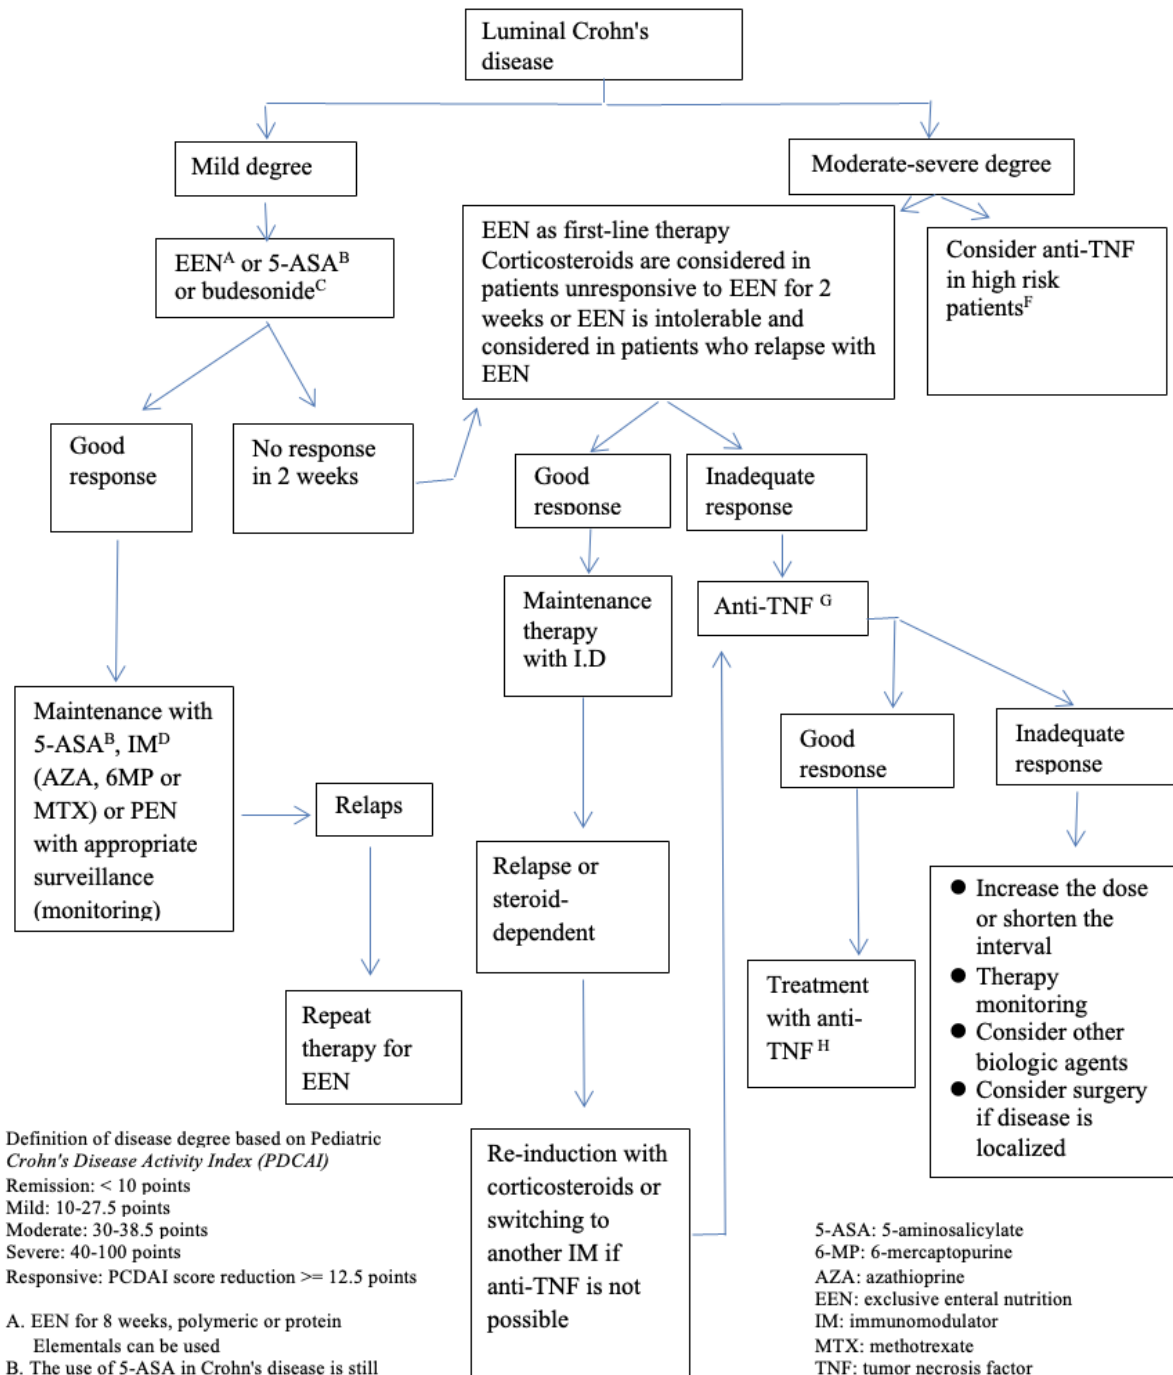 Luminal Crohn's
disease
Mild degree
Moderate-severe degree
EEN^A or 5-ASA^B
or budesonide^C
EEN as first-line therapy
Corticosteroids are considered in
patients unresponsive to EEN for 2
weeks or EEN is intolerable and
considered in patients who relapse with
EEN
Consider anti-TNF
in high risk
patients^F
Good
response
No response
in 2 weeks
Good
response
Inadequate
response
Maintenance
therapy
with I.D
Anti-TNF ^G
Maintenance with
5-ASA^B, IM^D
(AZA, 6MP or
MTX) or PEN
with appropriate
surveillance
(monitoring)
Relaps
Good
response
Inadequate
response
Relapse or
steroid-
dependent
Repeat
therapy for
EEN
Treatment
with anti-
TNF ^H
● Increase the dose
or shorten the
interval
● Therapy
monitoring
● Consider other
biologic agents
● Consider surgery
if disease is
localized
Re-induction with
corticosteroids or
switching to
another IM if
anti-TNF is not
possible
Definition of disease degree based on Pediatric
Crohn's Disease Activity Index (PDCAI)
Remission: < 10 points
Mild: 10-27.5 points
Moderate: 30-38.5 points
Severe: 40-100 points
Responsive: PCDAI score reduction >= 12.5 points
A. EEN for 8 weeks, polymeric or protein
Elementals can be used
B. The use of 5-ASA in Crohn's disease is still
5-ASA: 5-aminosalicylate
6-MP: 6-mercaptopurine
AZA: azathioprine
EEN: exclusive enteral nutrition
IM: immunomodulator
MTX: methotrexate
TNF: tumor necrosis factor